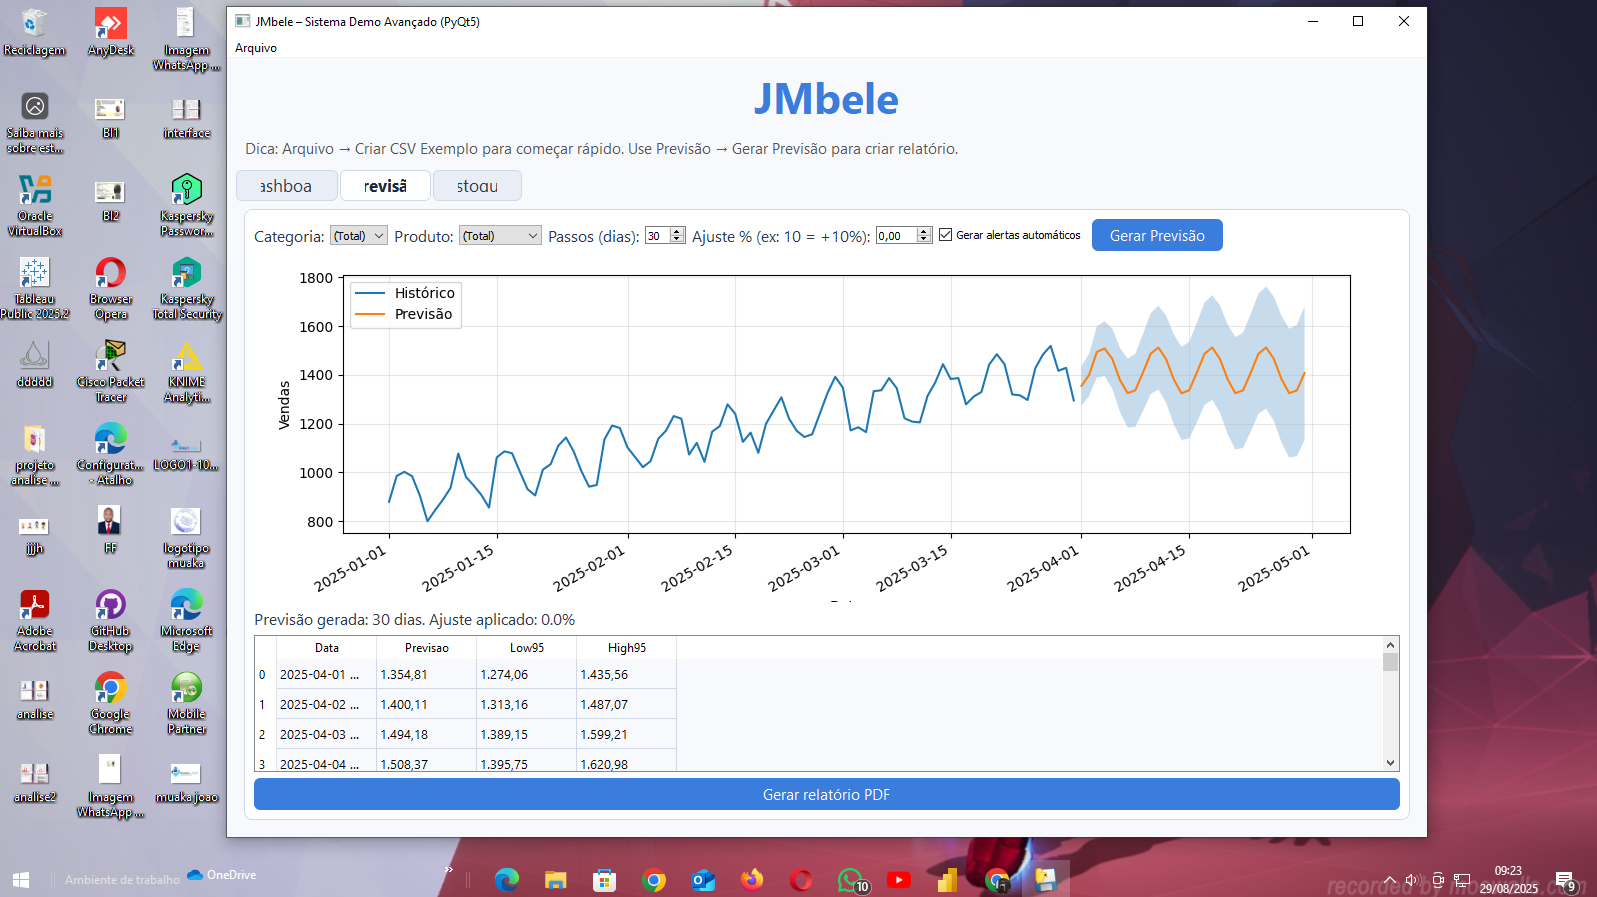 JMbele – Sistema Demo Avançado (PyQt5)
Arquivo
JMbele
Dica: Arquivo → Criar CSV Exemplo para começar rápido. Use Previsão → Gerar Previsão para criar relatório.
ashboa revisã stoqu
Categoria: (Total) Produto: (Total) Passos (dias): 30 Ajuste % (ex: 10 = +10%): 0,00 Gerar alertas automáticos Gerar Previsão
Histórico
Previsão
Vendas
1800
1600
1400
1200
1000
800
2025-01-01 2025-01-15 2025-02-01 2025-02-15 2025-03-01 2025-03-15 2025-04-01 2025-04-15 2025-05-01
Previsão gerada: 30 dias. Ajuste aplicado: 0.0%
Data Previsao Low95 High95
0 2025-04-01 ... 1.354,81 1.274,06 1.435,56
1 2025-04-02 ... 1.400,11 1.313,16 1.487,07
2 2025-04-03 ... 1.494,18 1.389,15 1.599,21
3 2025-04-04 ... 1.508,37 1.395,75 1.620,98
Gerar relatório PDF
Reciclagem
AnyDesk
Imagem
WhatsApp ...
Saiba mais
sobre est...
BI1
interface
Oracle
VirtualBox
BI2
Kaspersky
Passwor...
Tableau
Public 2025.2
Browser
Opera
Kaspersky
Total Security
ddddd
Cisco Packet
Tracer
KNIME
Analyti...
projeto
analise ...
Configurat...
- Atalho
LOGO1-10...
jjjh
FF
logotipo
muaka
Adobe
Acrobat
GitHub
Desktop
Microsoft
Edge
analise
Google
Chrome
Mobile
Partner
analise2
Imagem
WhatsApp ...
muaka joao
Ambiente de trabalho
OneDrive
»
10
09:23
29/08/2025
9